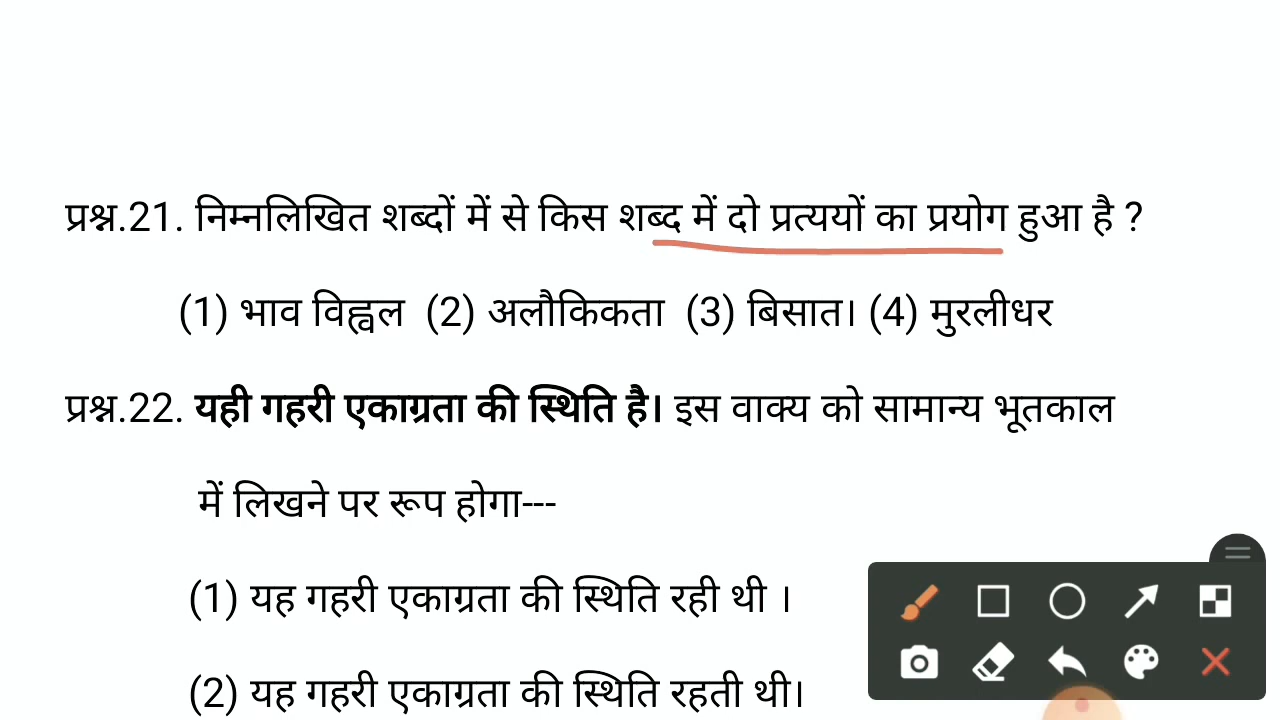 प्रश्न.21. निम्नलिखित शब्दों में से किस शब्द में दो प्रत्ययों का प्रयोग हुआ है ?
(1) भाव विह्वल (2) अलौकिकता (3) बिसात। (4) मुरलीधर
प्रश्न.22. यही गहरी एकाग्रता की स्थिति है। इस वाक्य को सामान्य भूतकाल
में लिखने पर रूप होगा---
(1) यह गहरी एकाग्रता की स्थिति रही थी ।
(2) यह गहरी एकाग्रता की स्थिति रहती थी।